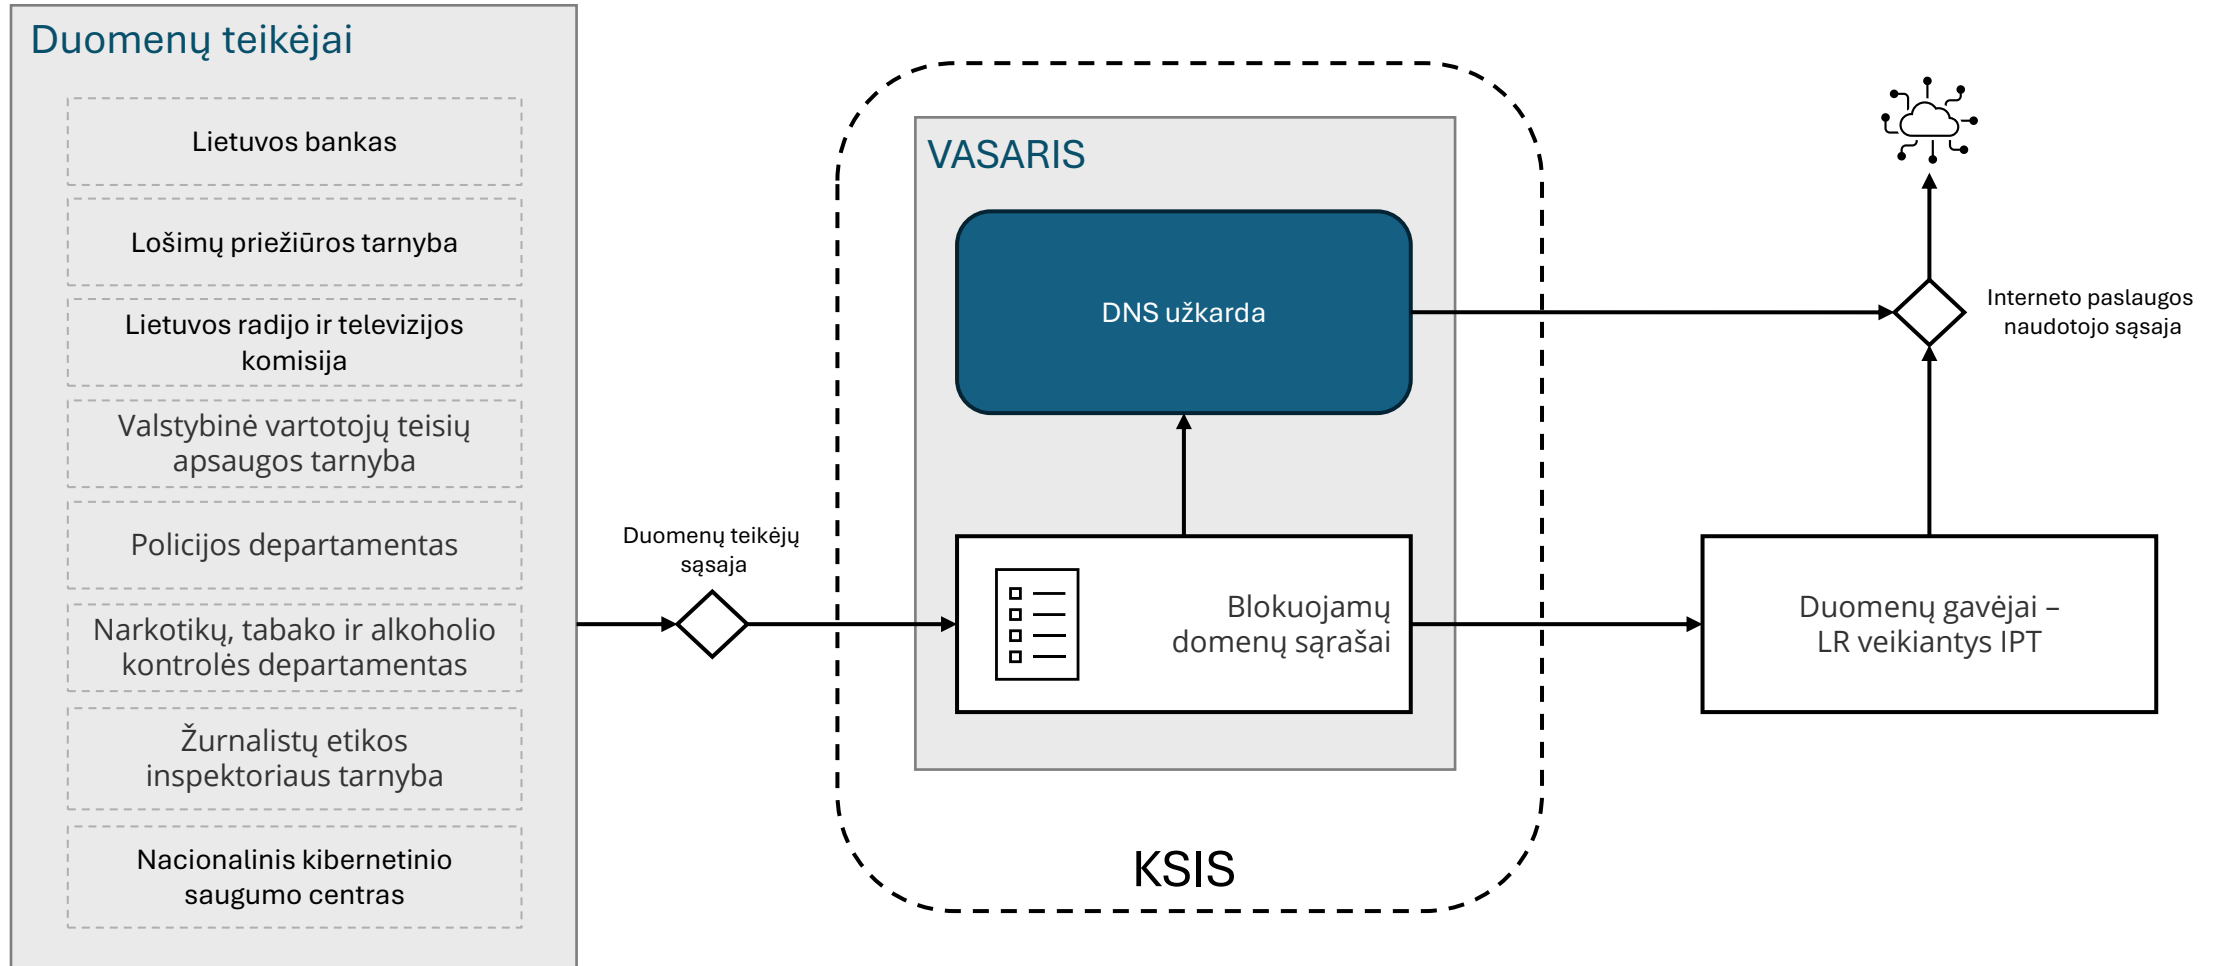 Duomenų teikėjai
Lietuvos bankas
Lošimų priežiūros tarnyba
Lietuvos radijo ir televizijos
komisija
Valstybinė vartotojų teisių
apsaugos tarnyba
Policijos departamentas
Narkotikų, tabako ir alkoholio
kontrolės departamentas
Žurnalistų etikos
inspektoriaus tarnyba
Nacionalinis kibernetinio
saugumo centras
Duomenų teikėjų
sąsaja
VASARIS
DNS užkarda
Blokuojamų
domenų sąrašai
KSIS
Interneto paslaugos
naudotojo sąsaja
Duomenų gavėjai –
LR veikiantys IPT